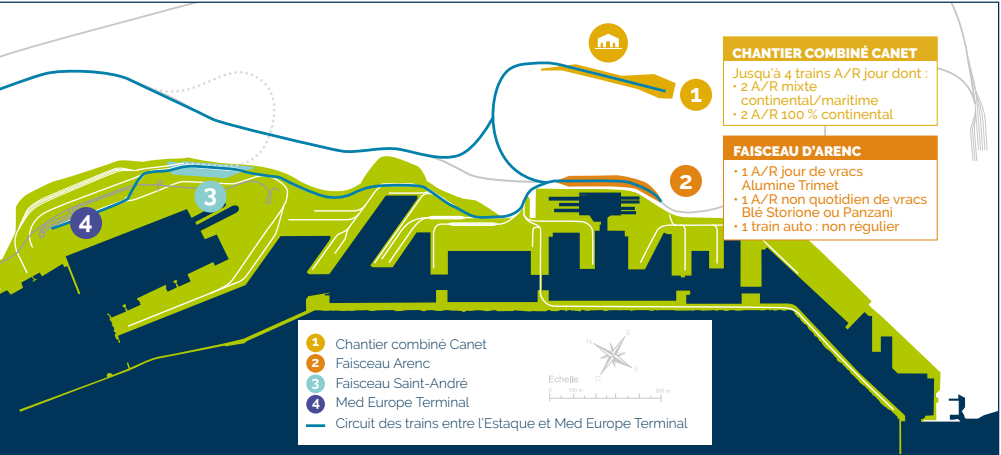 CHANTIER COMBINÉ CANET
Jusqu'à 4 trains A/R jour dont :
• 2 A/R mixte
continental/maritime
• 2 A/R 100 % continental
1
FAISCEAU D'ARENC
• 1 A/R jour de vracs
Alumine Trimet
• 1 A/R non quotidien de vracs
Blé Storione ou Panzani
• 1 train auto : non régulier
2
3
4
1 Chantier combiné Canet
2 Faisceau Arenc
3 Faisceau Saint-André
4 Med Europe Terminal
Circuit des trains entre l'Estaque et Med Europe Terminal
N
E
S
O
Echelle
0 100 m 500 m